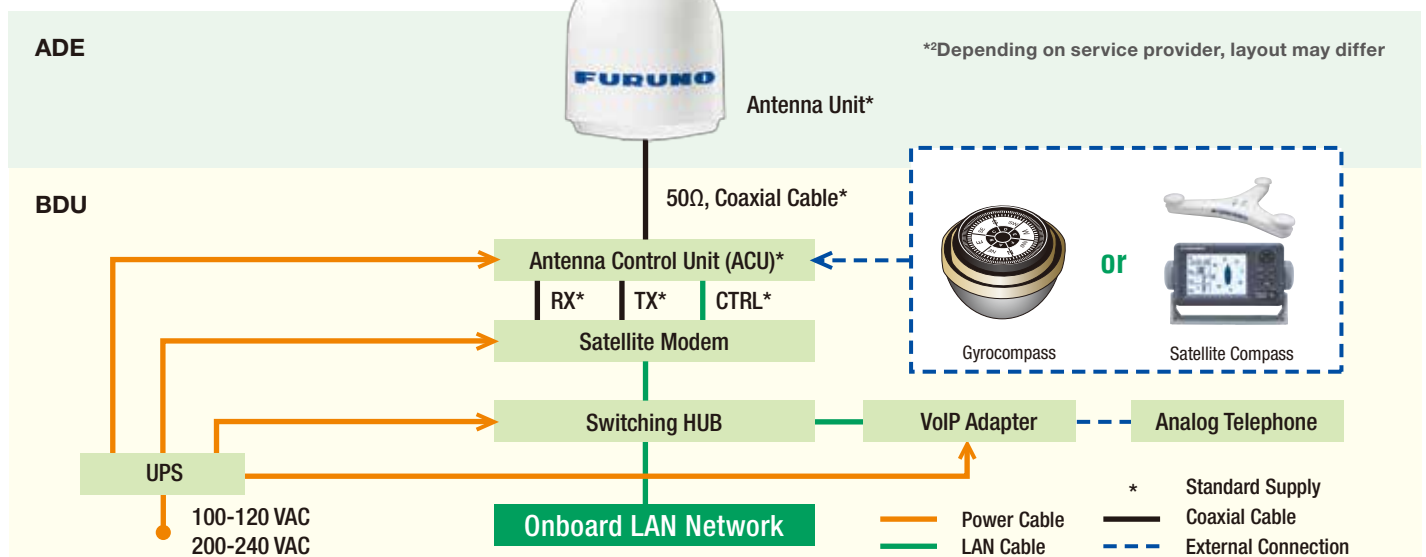 ADE
*²Depending on service provider, layout may differ
FURUNO
Antenna Unit*
BDU
50Ω, Coaxial Cable*
Antenna Control Unit (ACU)*
or
RX*
TX*
CTRL*
Satellite Modem
Gyrocompass
Satellite Compass
Switching HUB
VoIP Adapter
Analog Telephone
UPS
100-120 VAC
200-240 VAC
Onboard LAN Network
* Standard Supply
Power Cable
Coaxial Cable
LAN Cable
External Connection